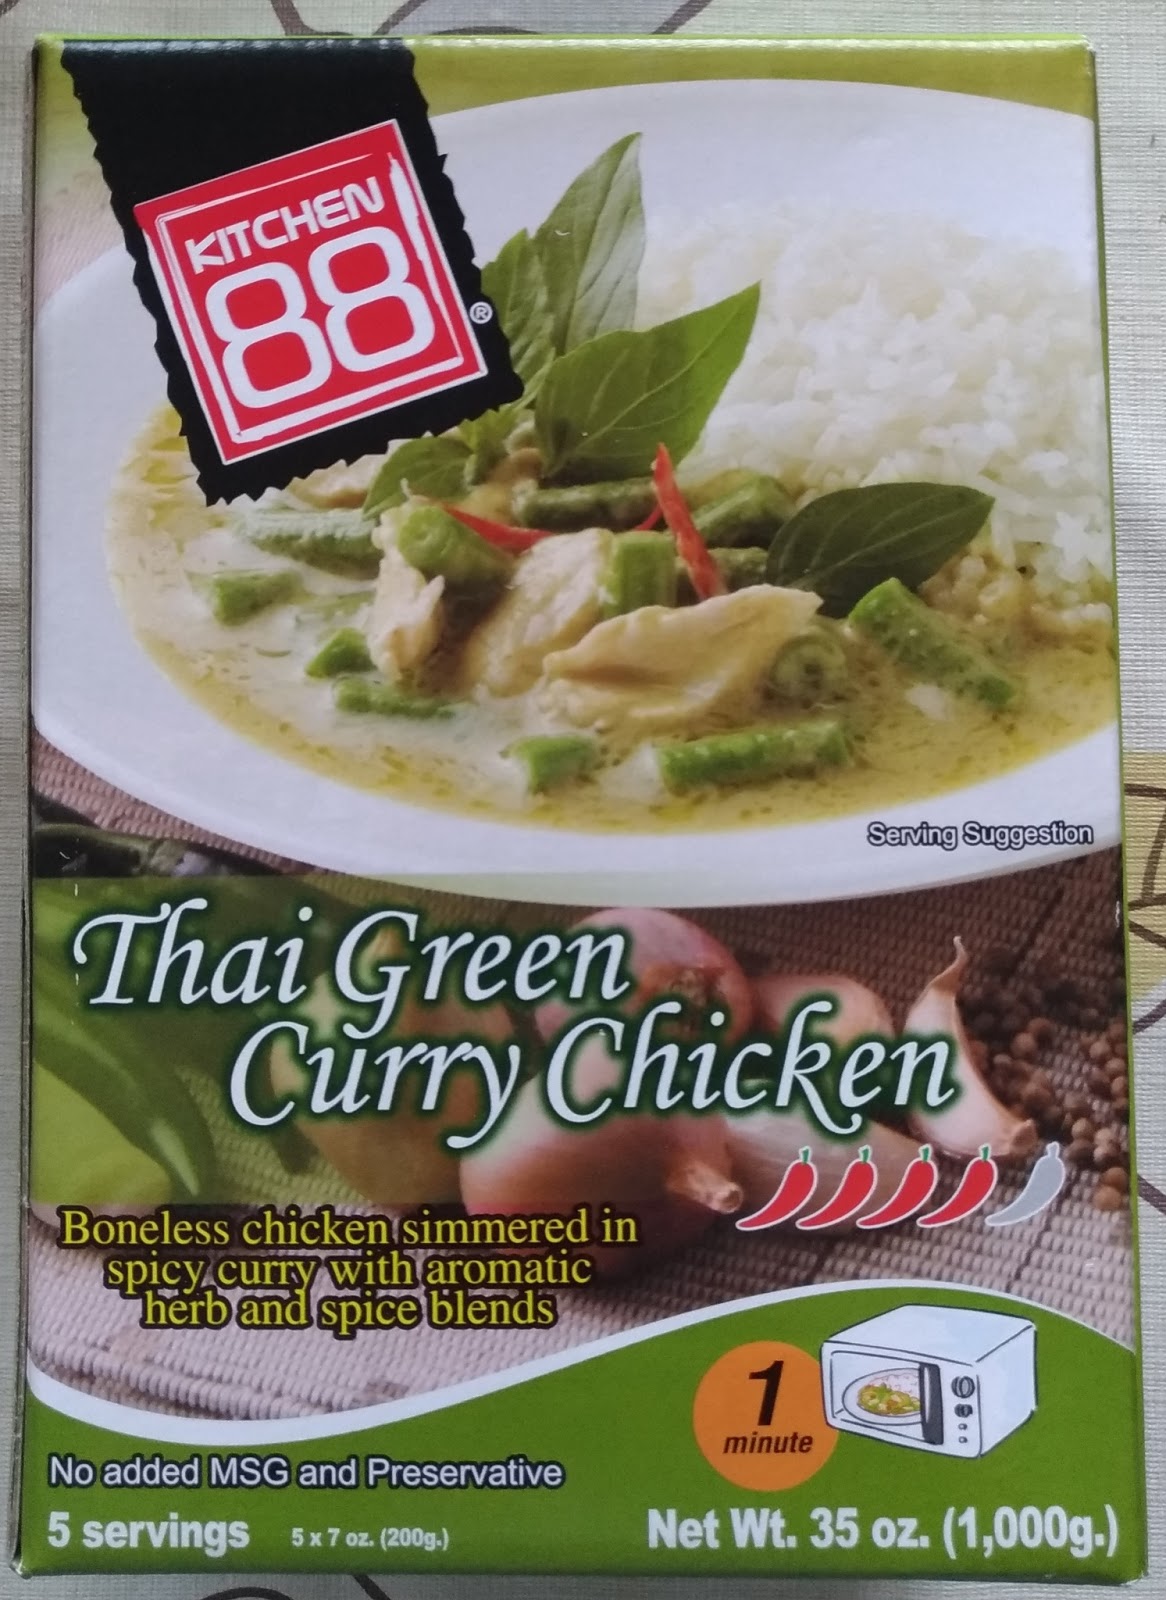 KITCHEN
88®
Serving Suggestion
Thai Green
Curry Chicken
Boneless chicken simmered in
spicy curry with aromatic
herb and spice blends
1
minute
No added MSG and Preservative
5 servings 5 x 7 oz. (200g.) Net Wt. 35 oz. (1,000g.)